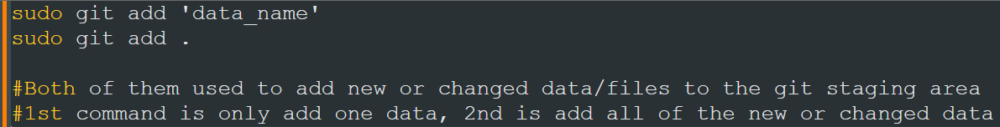 sudo git add 'data_name'
sudo git add .
#Both of them used to add new or changed data/files to the git staging area
#1st command is only add one data, 2nd is add all of the new or changed data